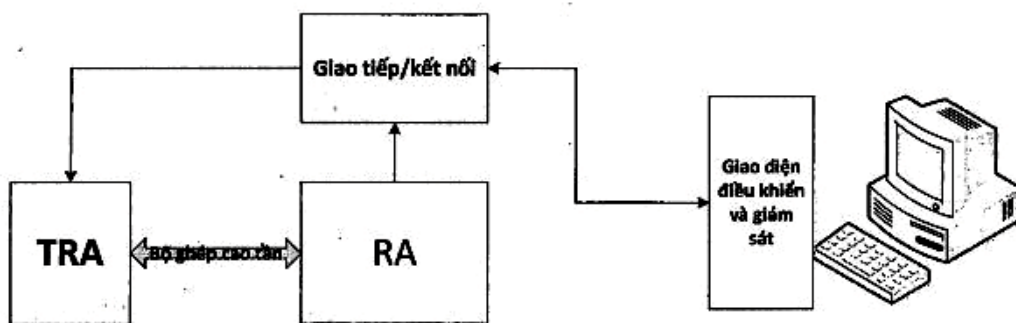 Giao tiếp/kết nối
Giao diện
điều khiển
và giám
sát
TRA
Bộ ghép cao tần
RA